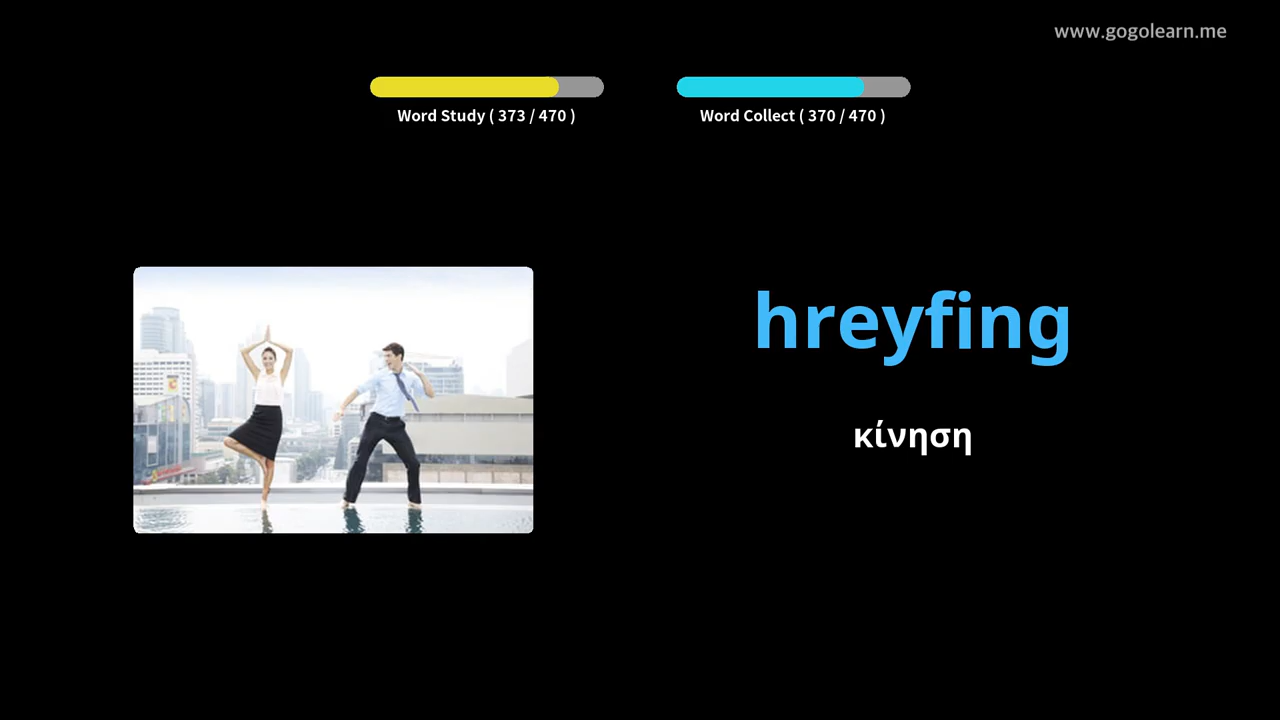 www.gogolearn.me
Word Study ( 373 / 470 )
Word Collect ( 370 / 470 )
hreyfing
κίνηση